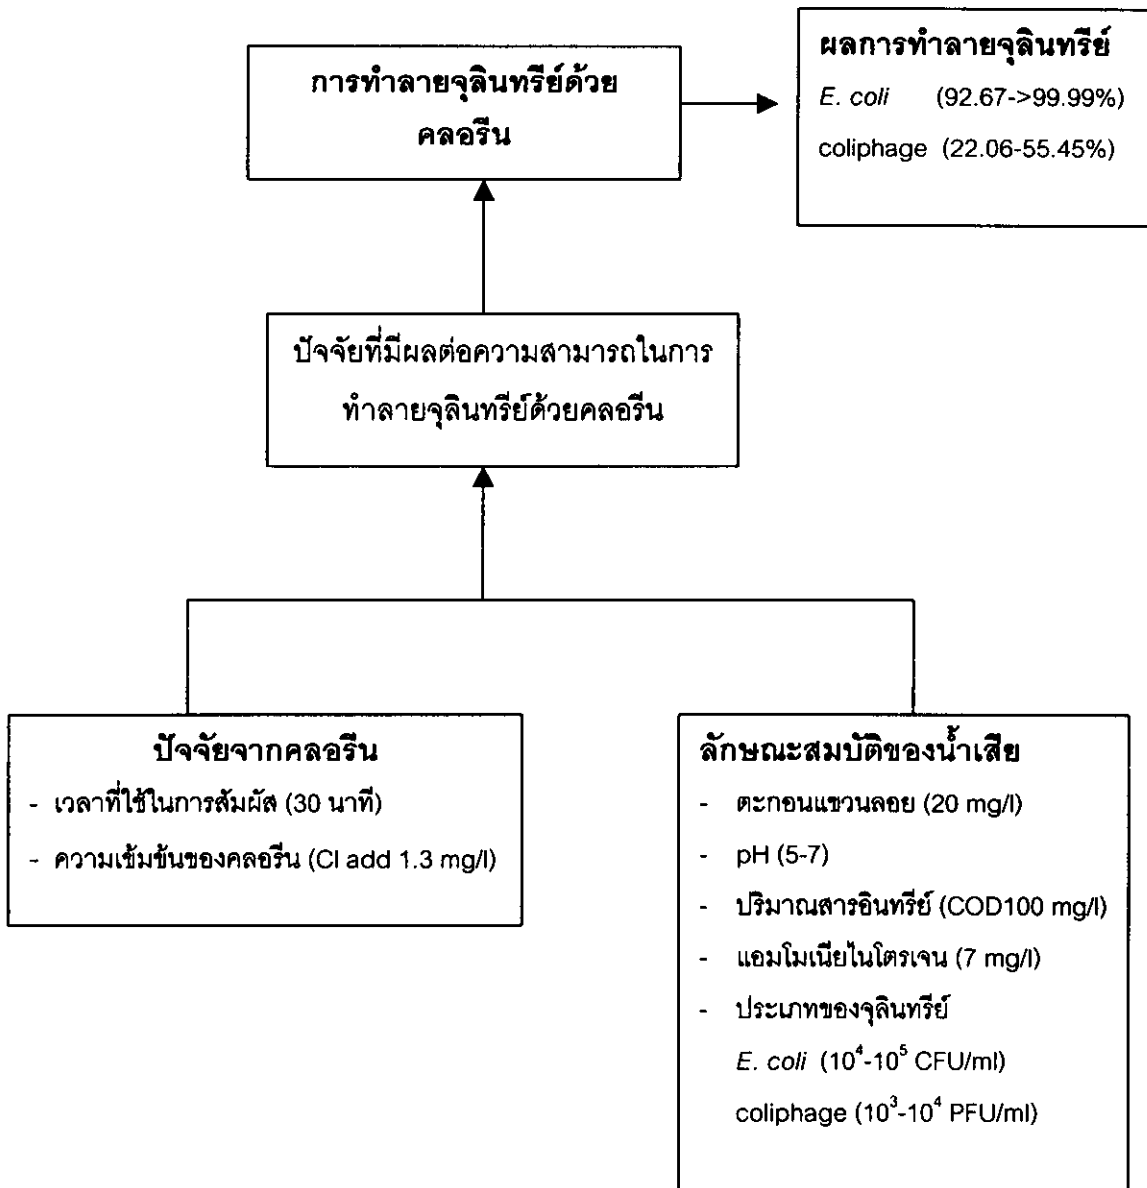 การทำลายจุลินทรีย์ด้วย
คลอรีน
ผลการทำลายจุลินทรีย์
E. coli (92.67->99.99%)
coliphage (22.06-55.45%)
ปัจจัยที่มีผลต่อความสามารถในการ
ทำลายจุลินทรีย์ด้วยคลอรีน
ปัจจัยจากคลอรีน
- เวลาที่ใช้ในการสัมผัส (30 นาที)
- ความเข้มข้นของคลอรีน (Cl add 1.3 mg/l)
ลักษณะสมบัติของน้ำเสีย
- ตะกอนแขวนลอย (20 mg/l)
- pH (5-7)
- ปริมาณสารอินทรีย์ (COD100 mg/l)
- แอมโมเนียไนโตรเจน (7 mg/l)
- ประเภทของจุลินทรีย์
E. coli (10⁴-10⁵ CFU/ml)
coliphage (10³-10⁴ PFU/ml)